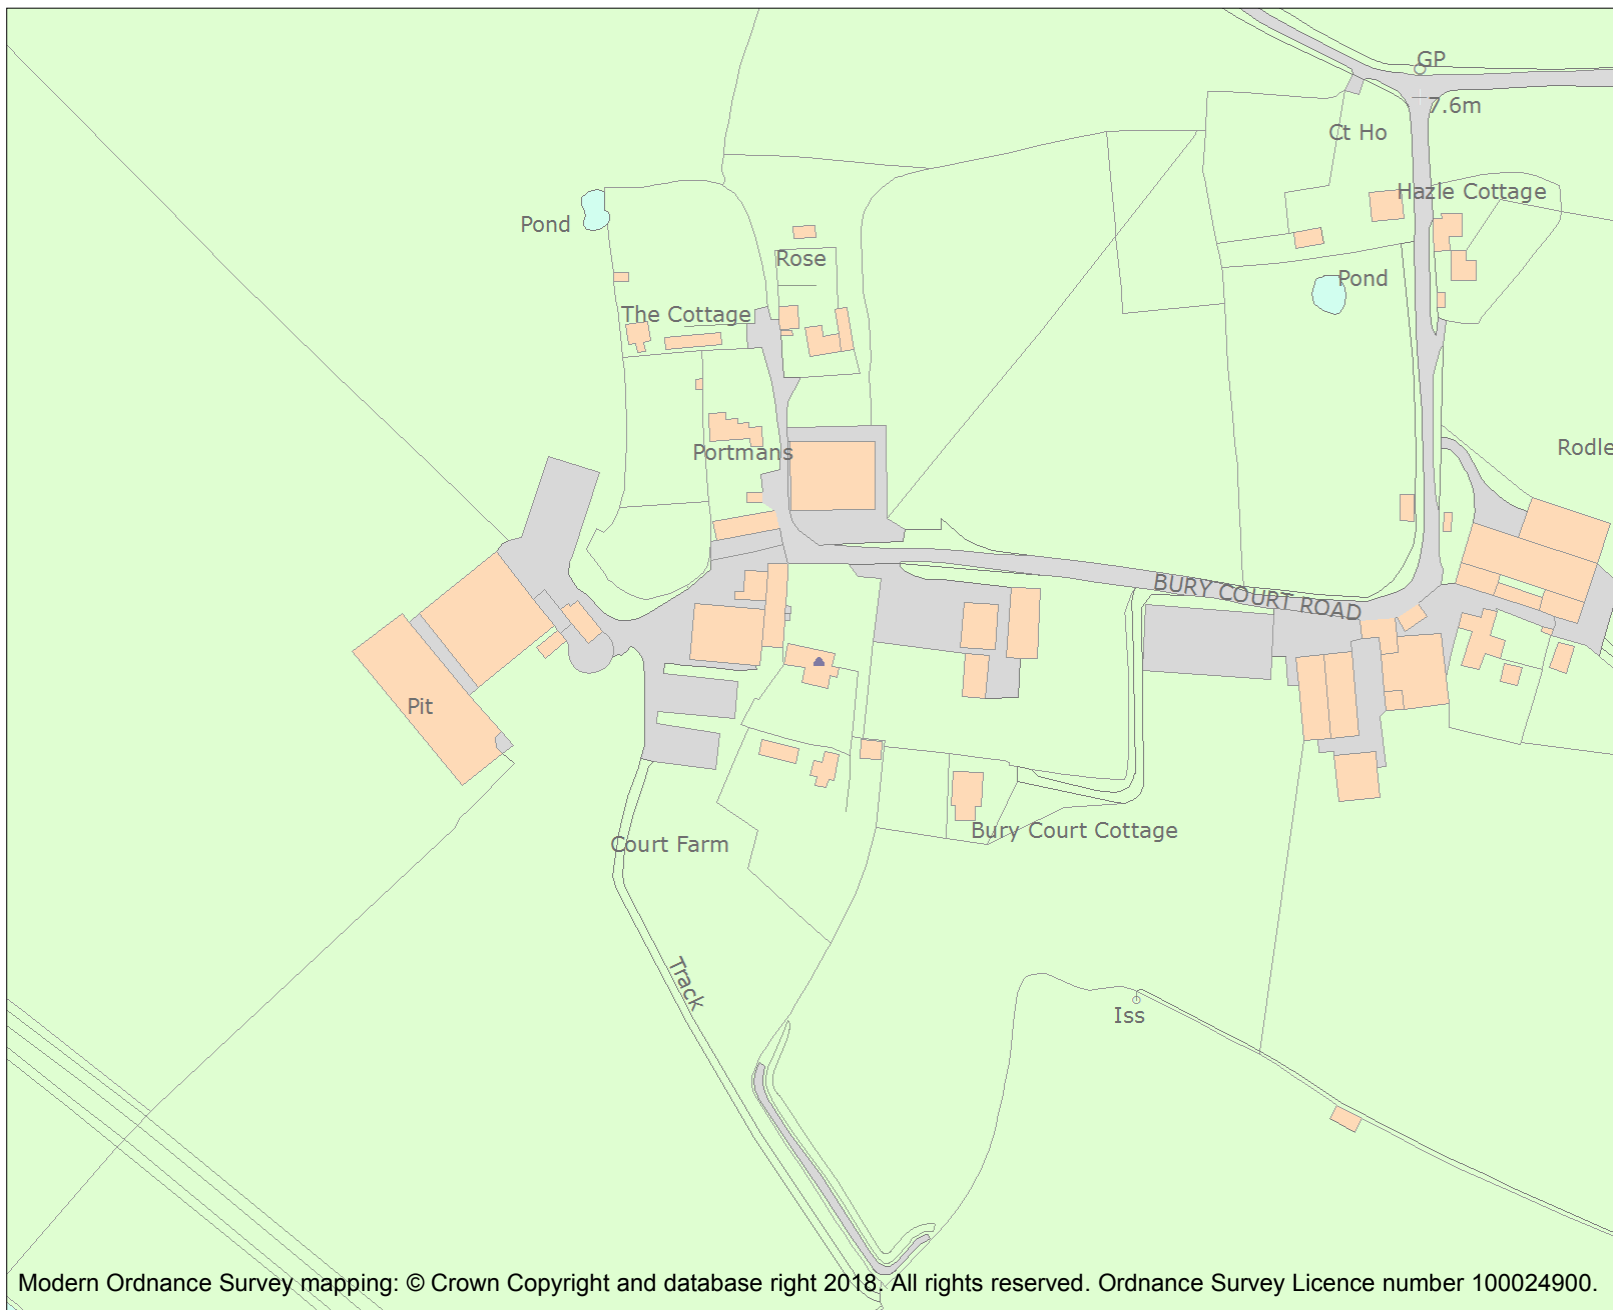 GP
7.6m
Ct Ho
Hazle Cottage
Pond
Rose
Pond
The Cottage
Rodle
Portmans
BURY COURT ROAD
Pit
Bury Court Cottage
Court Farm
Track
Iss
Modern Ordnance Survey mapping: © Crown Copyright and database right 2018. All rights reserved. Ordnance Survey Licence number 100024900.